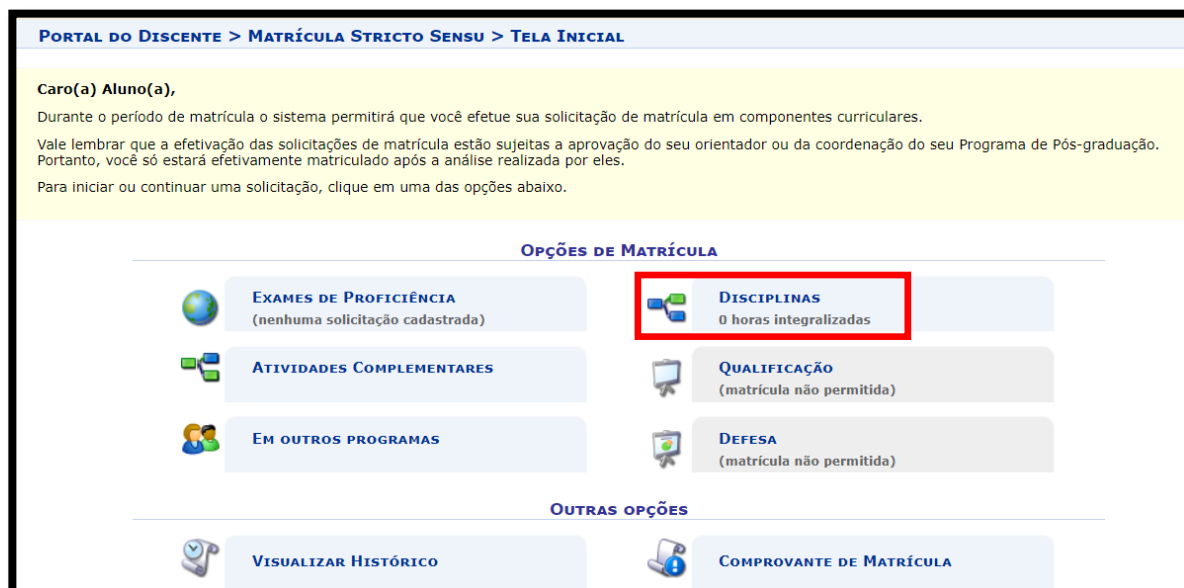 Portal do Discente > Matrícula Stricto Sensu > Tela Inicial
Caro(a) Aluno(a),
Durante o período de matrícula o sistema permitirá que você efetue sua solicitação de matrícula em componentes curriculares.
Vale lembrar que a efetivação das solicitações de matrícula estão sujeitas a aprovação do seu orientador ou da coordenação do seu Programa de Pós-graduação.
Portanto, você só estará efetivamente matriculado após a análise realizada por eles.
Para iniciar ou continuar uma solicitação, clique em uma das opções abaixo.
Opções de Matrícula
Exames de Proficiência
(nenhuma solicitação cadastrada)
Disciplinas
0 horas integralizadas
Atividades Complementares
Qualificação
(matrícula não permitida)
Em outros programas
Defesa
(matrícula não permitida)
Outras opções
Visualizar Histórico
Comprovante de Matrícula